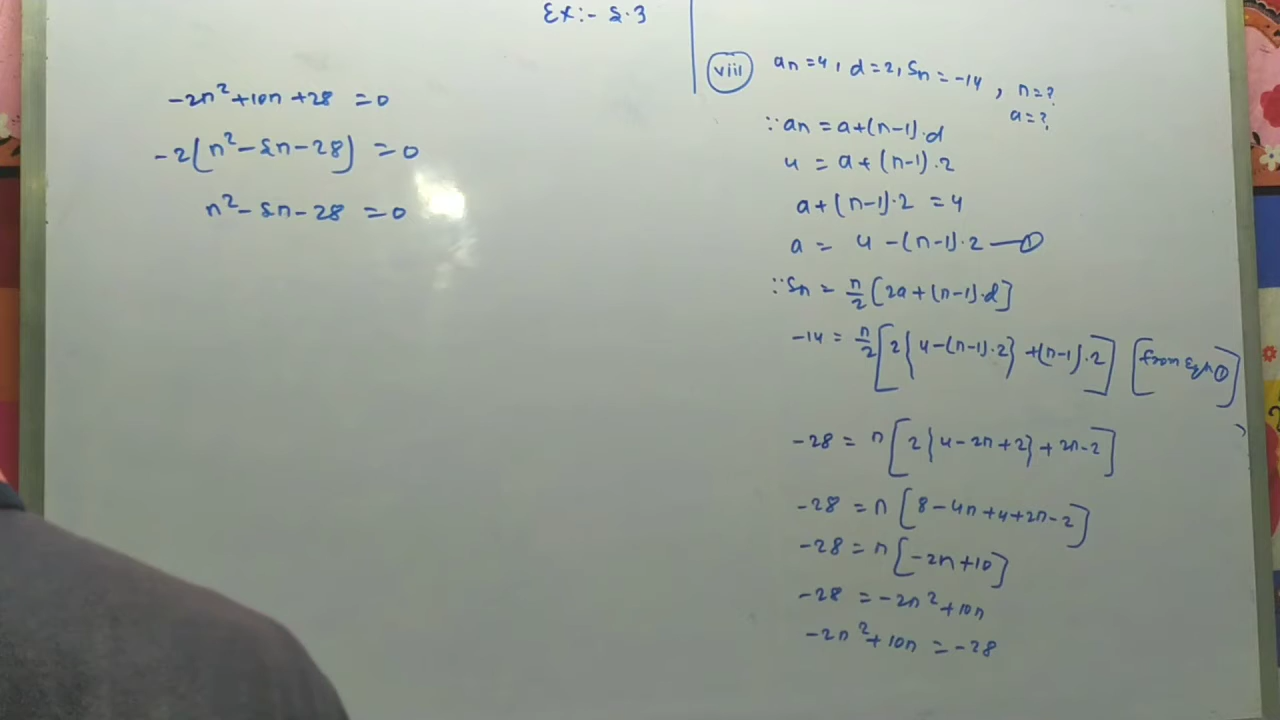 Ex:- 5.3
viii an = 4, d = 2, Sn = -14, n = ?
a = ?
∵ an = a + (n-1).d
4 = a + (n-1).2
a + (n-1).2 = 4
a = 4 - (n-1).2 — ①
∵ Sn = n/2 [2a + (n-1).d]
-14 = n/2 [2{4-(n-1).2} + (n-1).2] [from Eqn ①]
-28 = n [2{4-2n+2} + 2n-2]
-28 = n [8-4n+4+2n-2]
-28 = n [-2n+10]
-28 = -2n²+10n
-2n²+10n = -28
-2n²+10n+28 = 0
-2(n²-5n-28) = 0
n²-5n-28 = 0